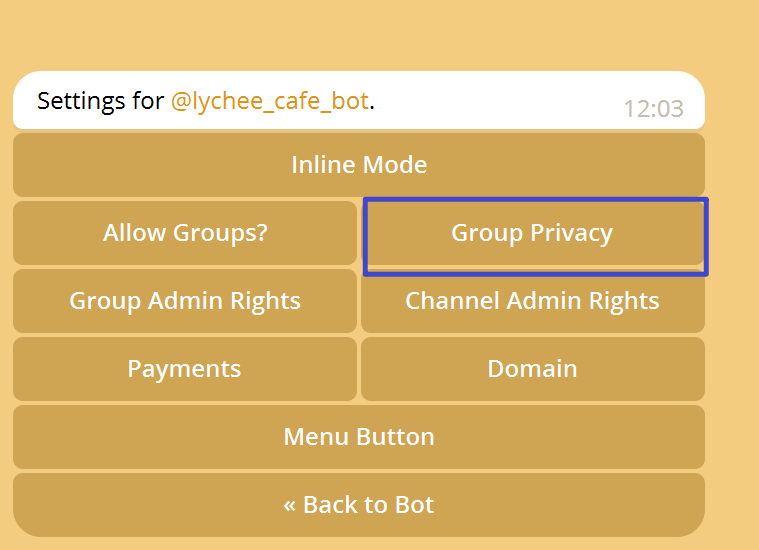 Settings for @lychee_cafe_bot.
12:03
Inline Mode
Allow Groups?
Group Privacy
Group Admin Rights
Channel Admin Rights
Payments
Domain
Menu Button
« Back to Bot